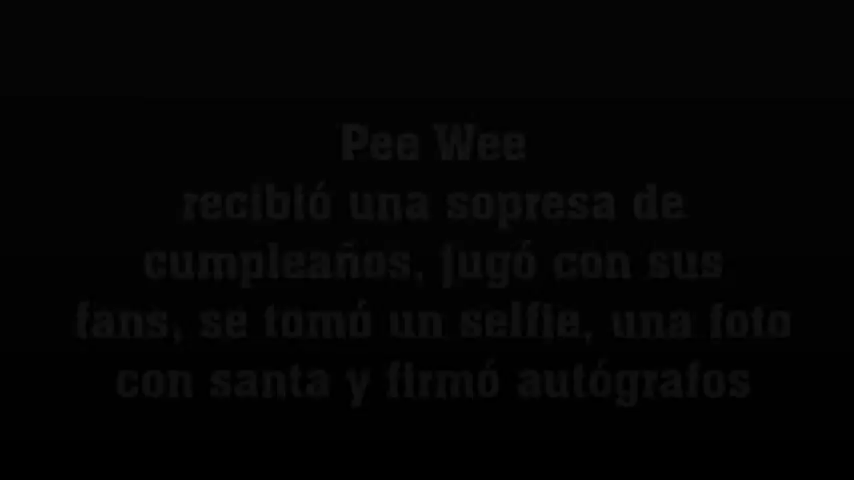 Pee Wee
recibió una sopresa de
cumpleaños, jugó con sus
fans, se tomó un selfie, una foto
con santa y firmó autógrafos